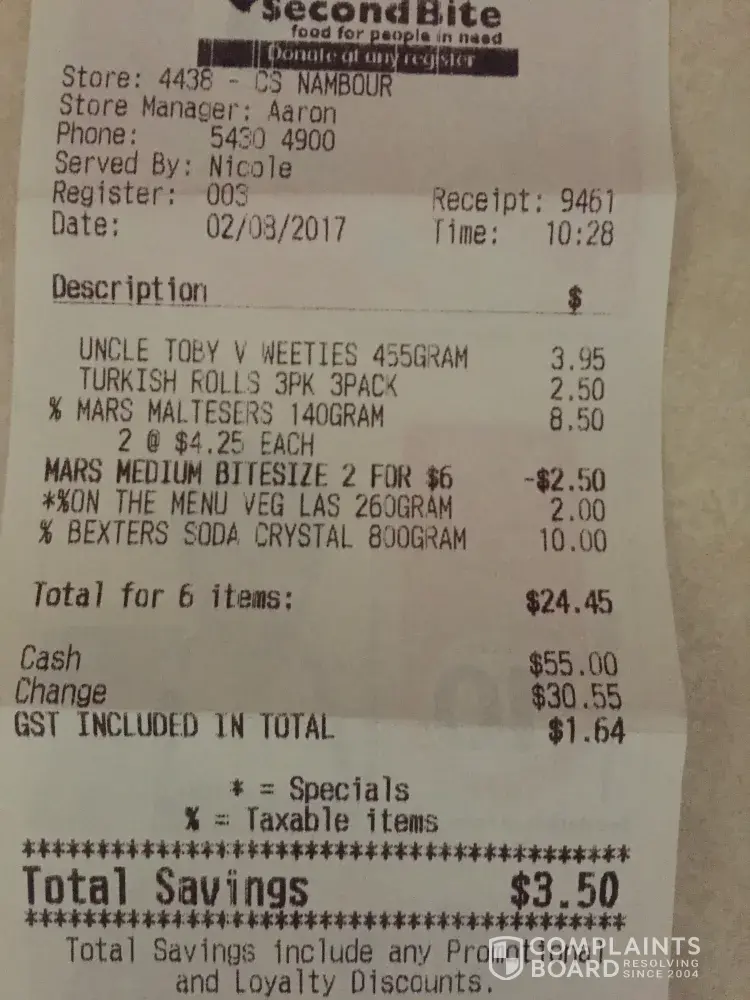 SecondBite
food for people in need
Donate at any register
Store: 4438 - CS NAMBOUR
Store Manager: Aaron
Phone: 5430 4900
Served By: Nicole
Register: 003 Receipt: 9461
Date: 02/08/2017 Time: 10:28
Description $
UNCLE TOBY V WEETIES 455GRAM 3.95
TURKISH ROLLS 3PK 3PACK 2.50
% MARS MALTESERS 140GRAM 8.50
2 @ $4.25 EACH
MARS MEDIUM BITESIZE 2 FOR $6 -$2.50
*%ON THE MENU VEG LAS 260GRAM 2.00
% BEXTERS SODA CRYSTAL 800GRAM 10.00
Total for 6 items: $24.45
Cash $55.00
Change $30.55
GST INCLUDED IN TOTAL $1.64
* = Specials
% = Taxable items
******************************************
Total Savings $3.50
******************************************
Total Savings include any Promotional
and Loyalty Discounts.
COMPLAINTS
BOARD RESOLVING
SINCE 2004